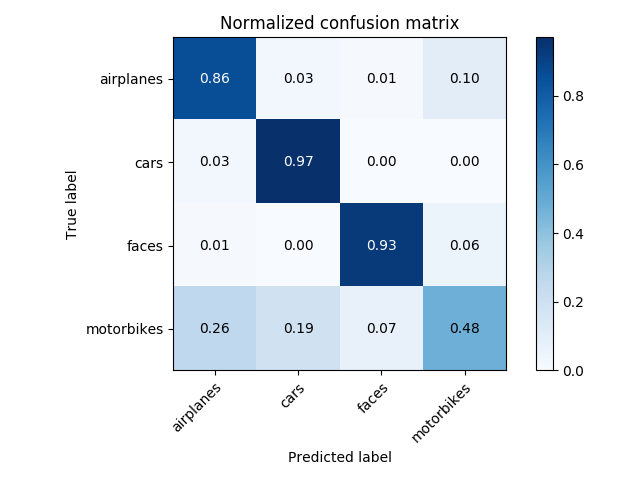 Normalized confusion matrix
True label
airplanes 0.86 0.03 0.01 0.10
cars 0.03 0.97 0.00 0.00
faces 0.01 0.00 0.93 0.06
motorbikes 0.26 0.19 0.07 0.48
airplanes cars faces motorbikes
Predicted label
0.8
0.6
0.4
0.2
0.0